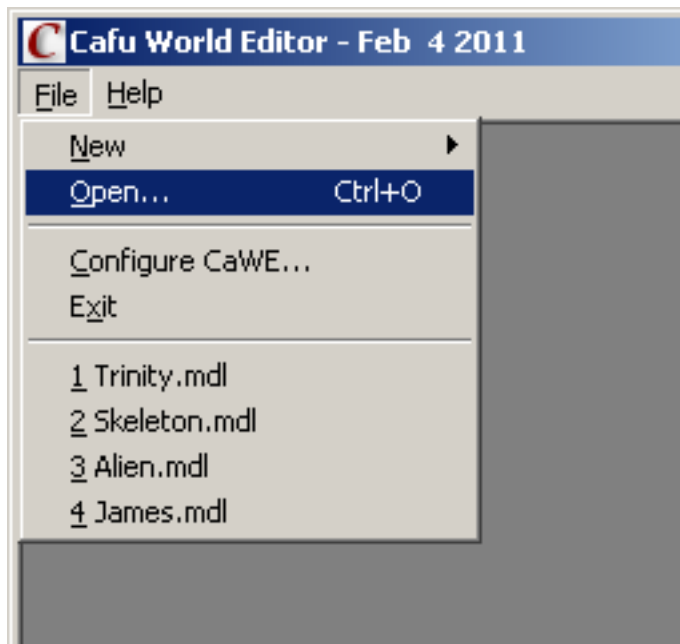 C Cafu World Editor - Feb 4 2011
File Help
New
Open... Ctrl+O
Configure CaWE...
Exit
1 Trinity.mdl
2 Skeleton.mdl
3 Alien.mdl
4 James.mdl